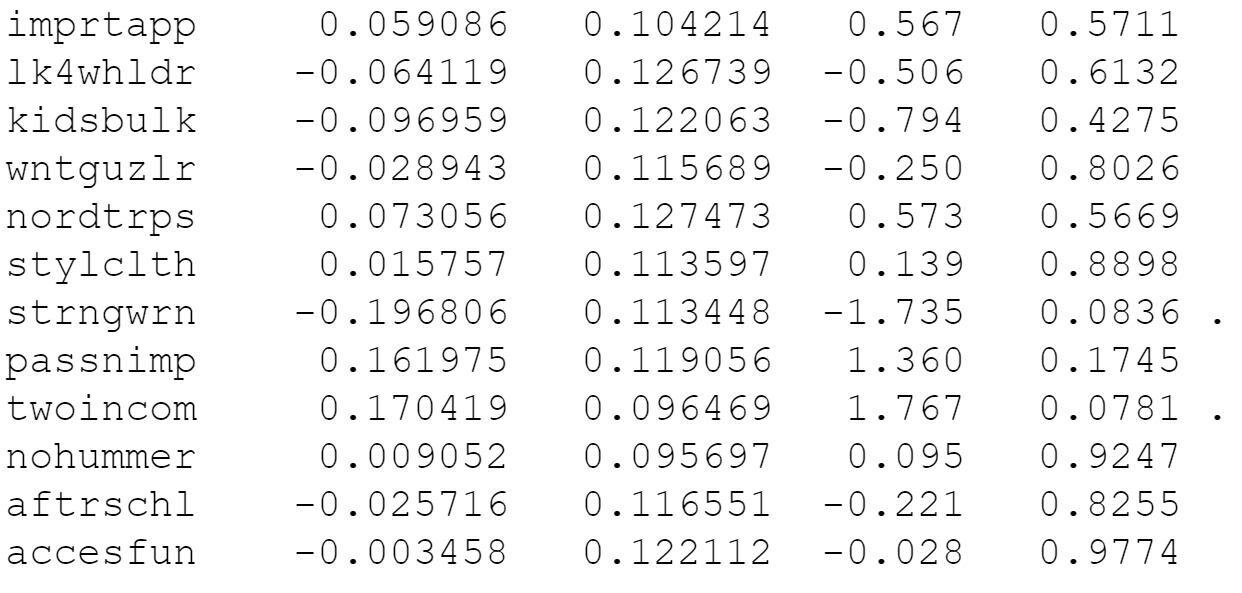 imprtapp 0.059086 0.104214 0.567 0.5711
lk4whldr -0.064119 0.126739 -0.506 0.6132
kidsbulk -0.096959 0.122063 -0.794 0.4275
wntguzlr -0.028943 0.115689 -0.250 0.8026
nordtrps 0.073056 0.127473 0.573 0.5669
stylclth 0.015757 0.113597 0.139 0.8898
strngwrn -0.196806 0.113448 -1.735 0.0836 .
passnimp 0.161975 0.119056 1.360 0.1745
twoincom 0.170419 0.096469 1.767 0.0781 .
nohummer 0.009052 0.095697 0.095 0.9247
aftrschl -0.025716 0.116551 -0.221 0.8255
accesfun -0.003458 0.122112 -0.028 0.9774